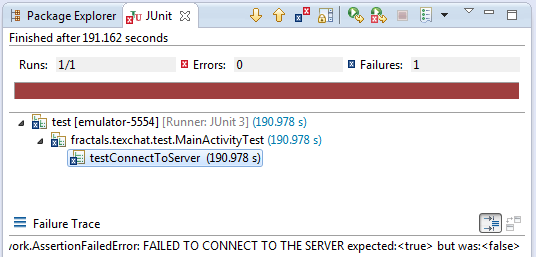 Package Explorer JUnit
Finished after 191.162 seconds
Runs: 1/1 Errors: 0 Failures: 1
test [emulator-5554] [Runner: JUnit 3] (190.978 s)
fractals.texchat.test.MainActivityTest (190.978 s)
testConnectToServer (190.978 s)
Failure Trace
work.AssertionFailedError: FAILED TO CONNECT TO THE SERVER expected:<true> but was:<false>